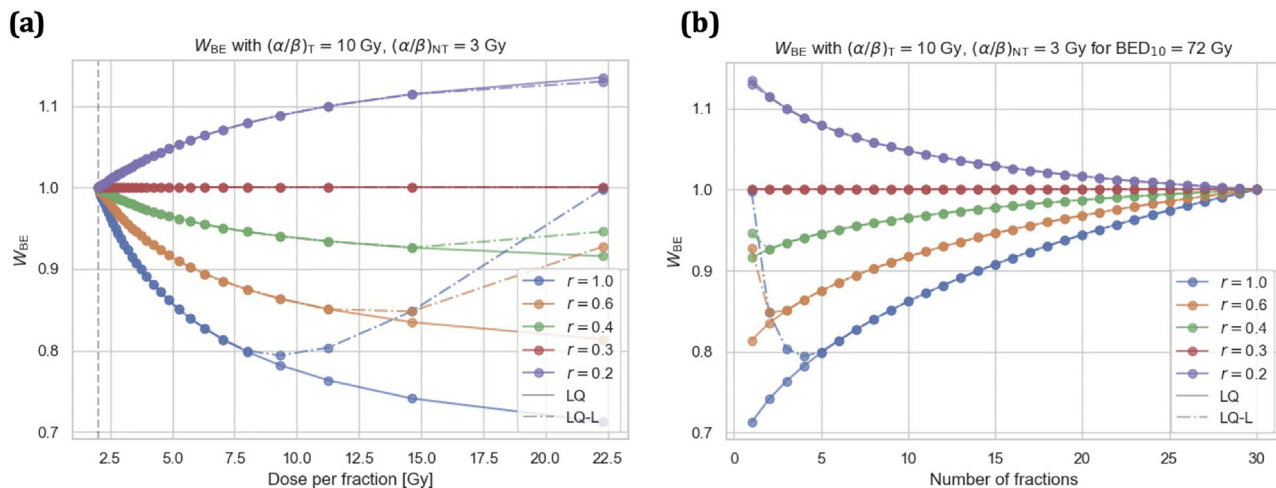 (a)
W_BE with (α/β)_T = 10 Gy, (α/β)_NT = 3 Gy
W_BE
1.1
1.0
0.9
0.8
0.7
2.5 5.0 7.5 10.0 12.5 15.0 17.5 20.0 22.5
Dose per fraction [Gy]
r = 1.0
r = 0.6
r = 0.4
r = 0.3
r = 0.2
LQ
LQ-L
(b)
W_BE with (α/β)_T = 10 Gy, (α/β)_NT = 3 Gy for BED₁₀ = 72 Gy
W_BE
1.1
1.0
0.9
0.8
0.7
0 5 10 15 20 25 30
Number of fractions
r = 1.0
r = 0.6
r = 0.4
r = 0.3
r = 0.2
LQ
LQ-L